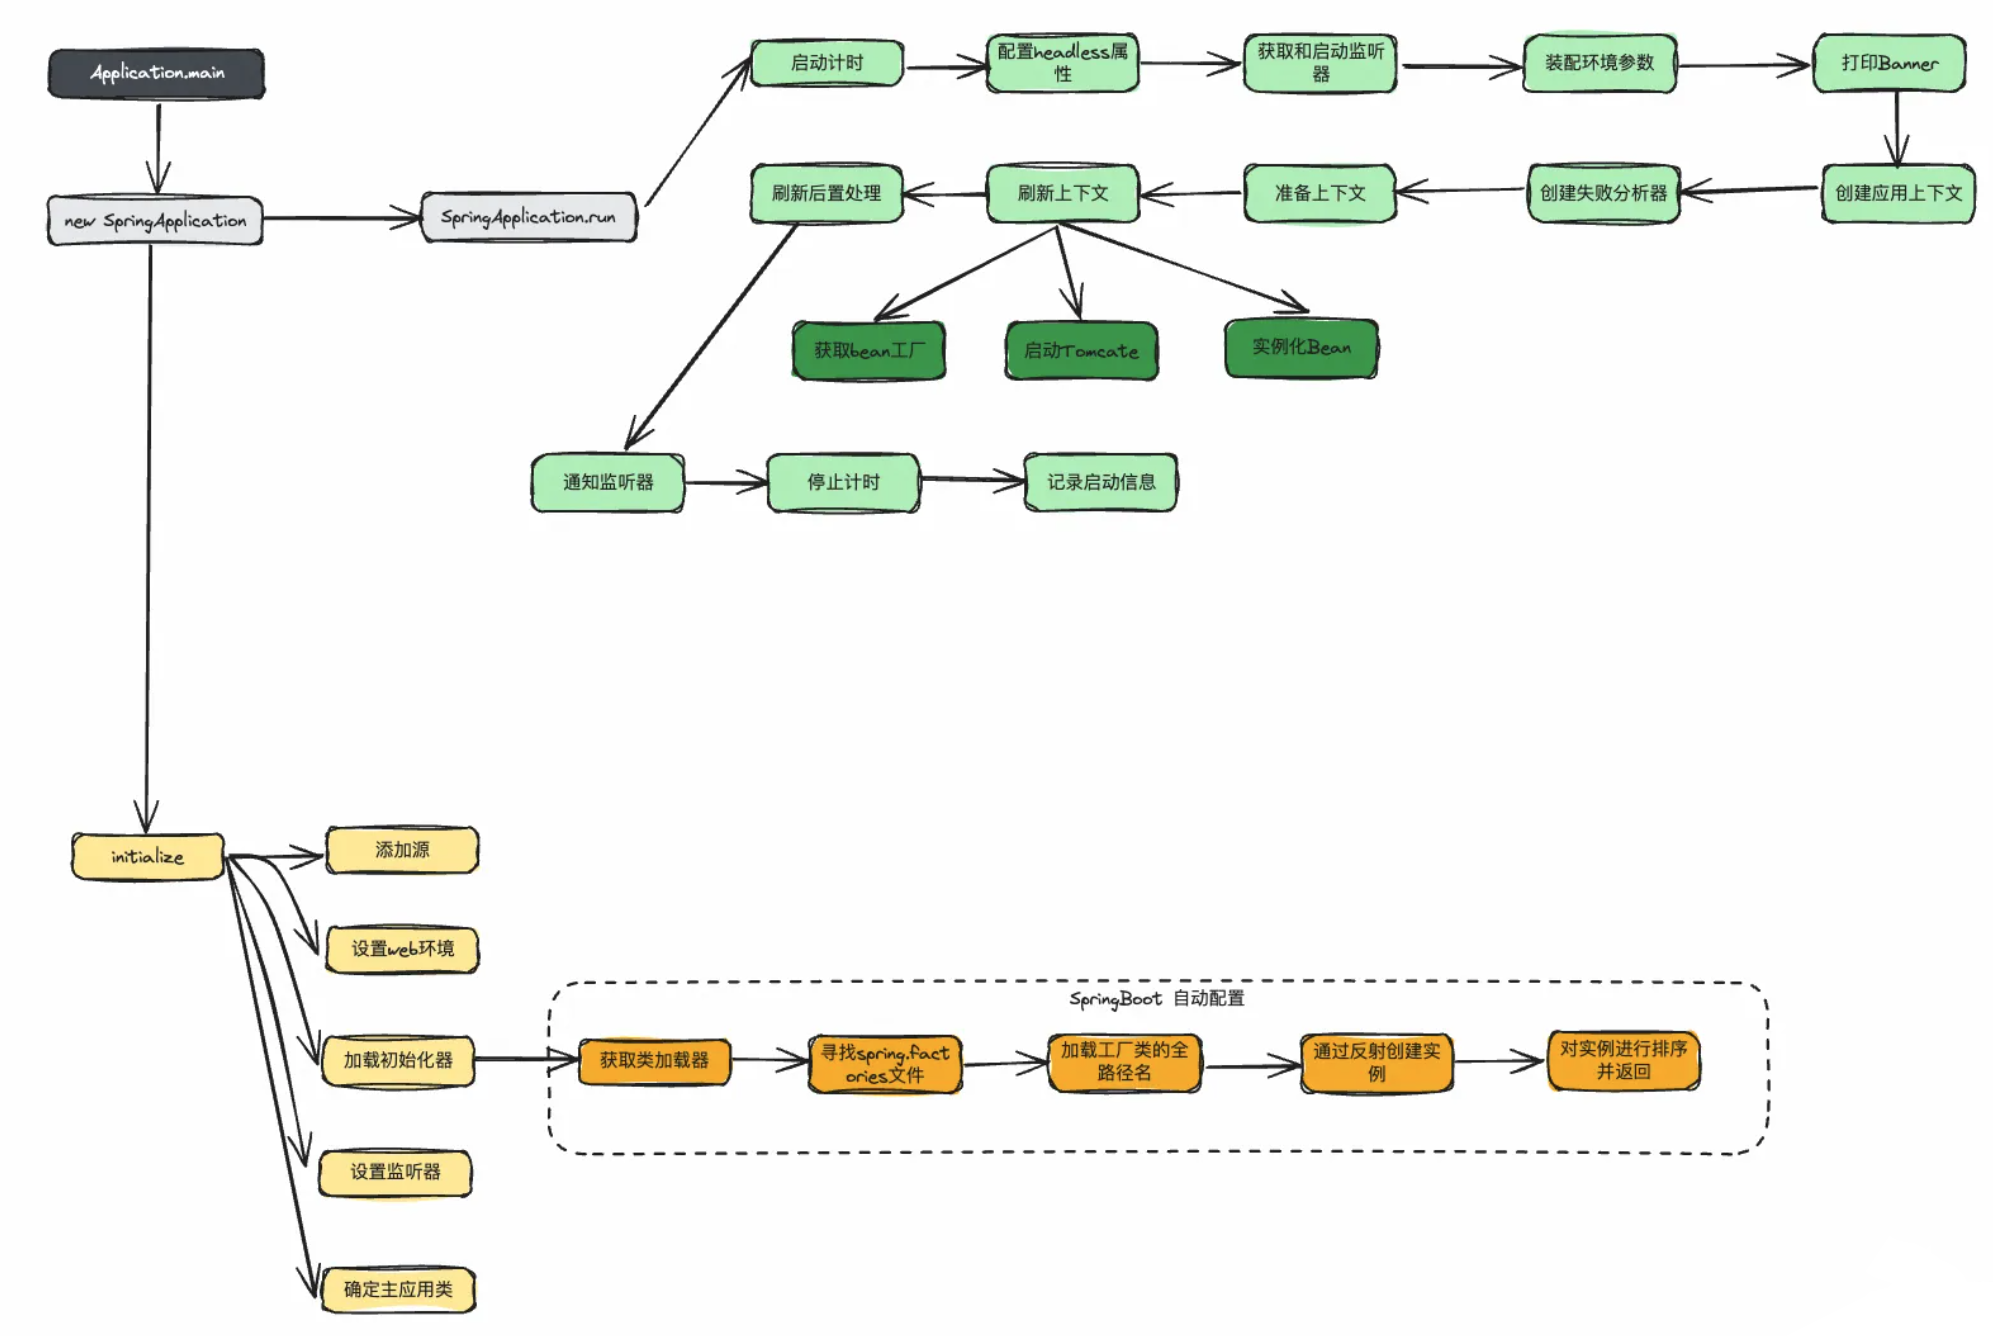 Application.main
new SpringApplication
SpringApplication.run
启动计时
配置headless属
性
获取和启动监听
器
装配环境参数
打印Banner
创建应用上下文
创建失败分析器
准备上下文
刷新上下文
刷新后置处理
获取bean工厂
启动Tomcate
实例化Bean
通知监听器
停止计时
记录启动信息
initialize
添加源
设置web环境
加载初始化器
设置监听器
确定主应用类
SpringBoot 自动配置
获取类加载器
寻找spring.fact
ories文件
加载工厂类的全
路径名
通过反射创建实
例
对实例进行排序
并返回